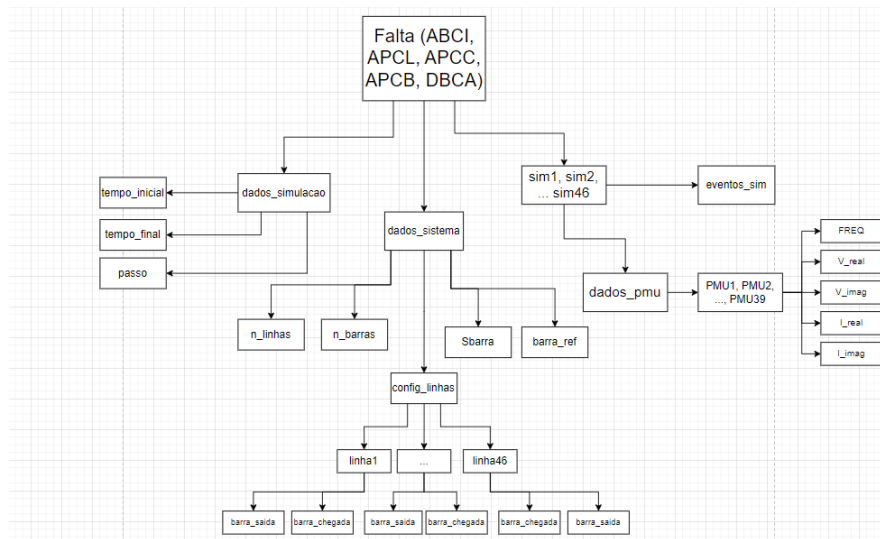 Falta (ABCI,
APCL, APCC,
APCB, DBCA)
tempo_inicial
dados_simulacao
sim1, sim2,
... sim46
eventos_sim
tempo_final
dados_sistema
FREQ
passo
V_real
dados_pmu
PMU1, PMU2,
..., PMU39
V_imag
n_linhas
n_barras
Sbarra
barra_ref
I_real
I_imag
config_linhas
linha1
...
linha46
barra_saida
barra_chegada
barra_saida
barra_chegada
barra_chegada
barra_saida